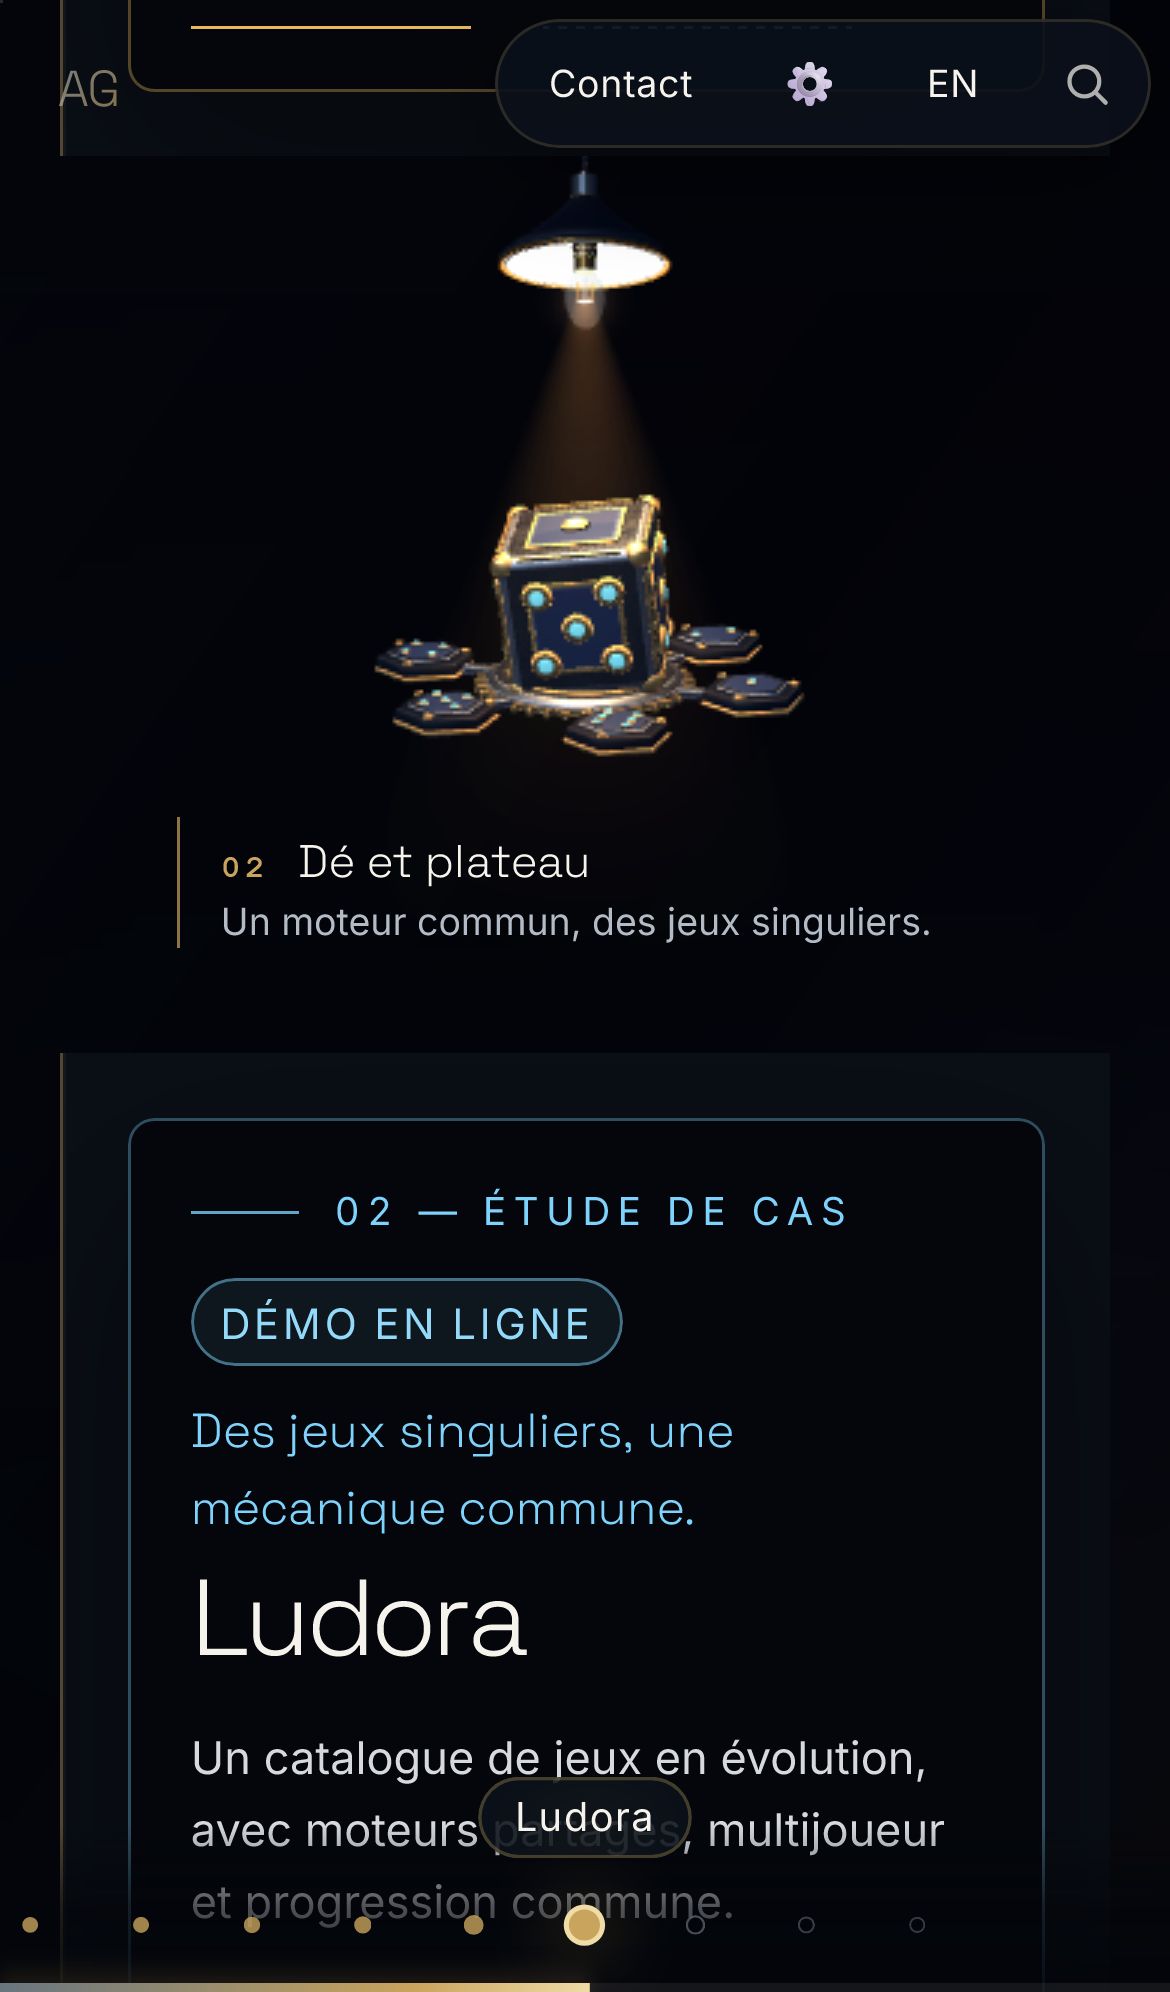 AG
Contact
EN
02 Dé et plateau
Un moteur commun, des jeux singuliers.
02 — ÉTUDE DE CAS
DÉMO EN LIGNE
Des jeux singuliers, une
mécanique commune.
Ludora
Un catalogue de jeux en évolution,
avec moteurs partagés, multijoueur
Ludora
et progression commune.